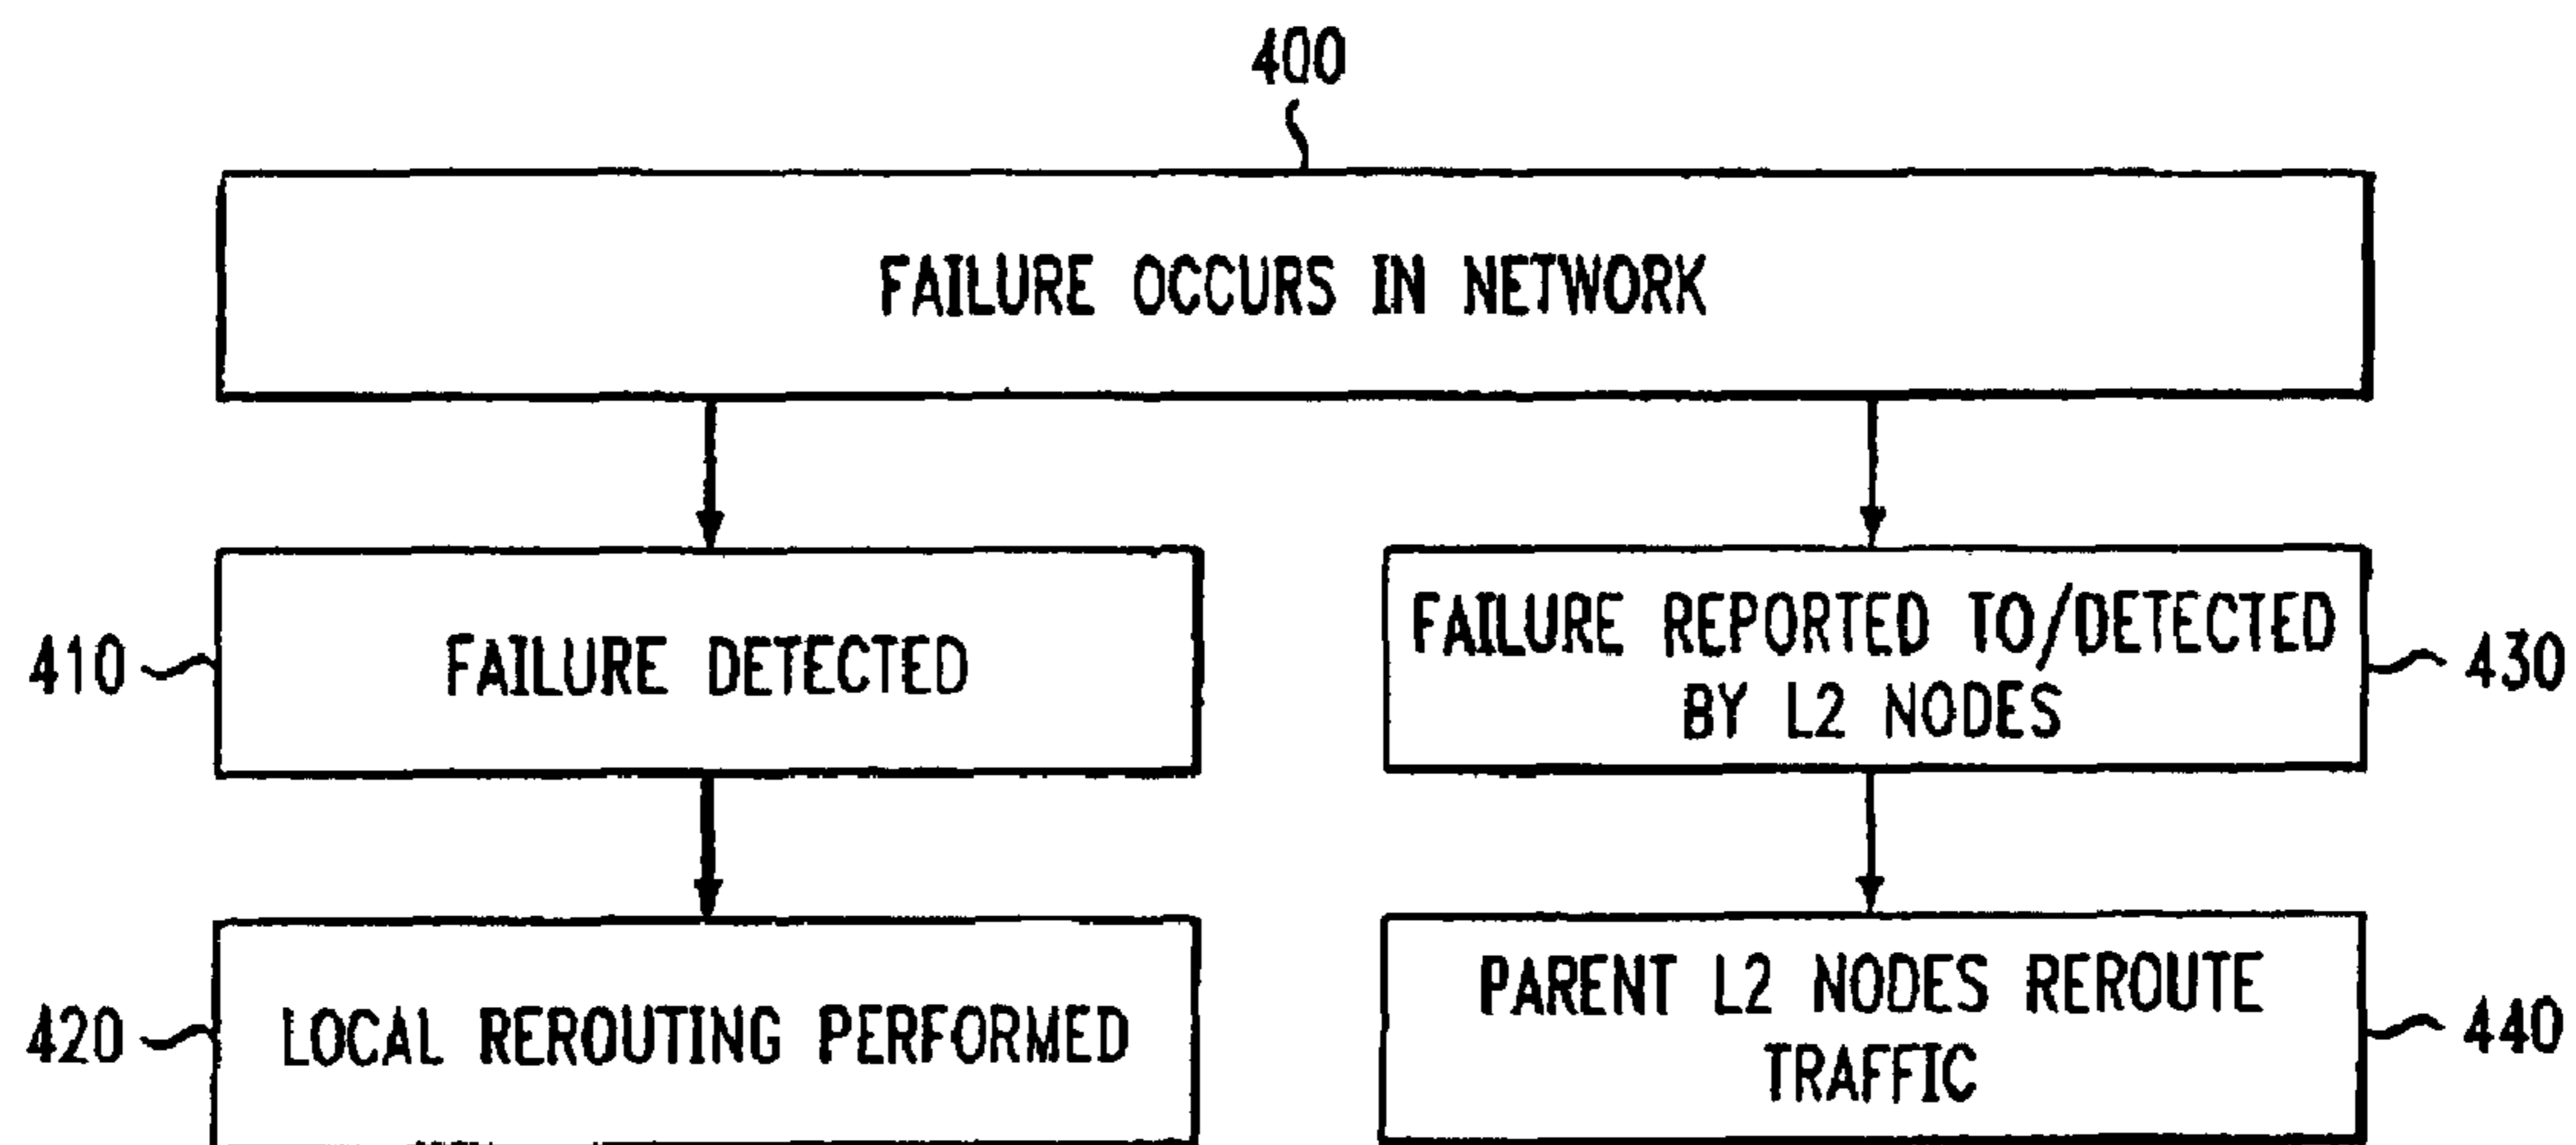 400
FAILURE OCCURS IN NETWORK
410
FAILURE DETECTED
FAILURE REPORTED TO/DETECTED
BY L2 NODES
430
420
LOCAL REROUTING PERFORMED
PARENT L2 NODES REROUTE
TRAFFIC
440